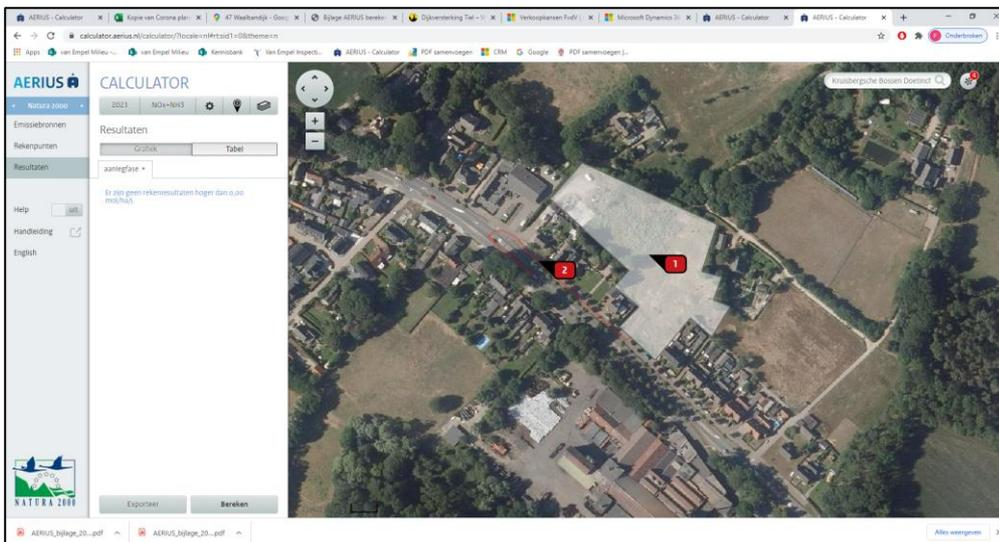 AERIUS - Calculator
Kopie van Corona plan
47 Waalbandijk - Goog
Bijlage AERIUS bereken
Dijkversterking Tiel –
Verkoopkansen FvdV (
Microsoft Dynamics 36
AERIUS - Calculator
AERIUS - Calculator
calculator.aerius.nl/calculator/?locale=nl#rt:sid1=0&theme=n
Onderbroken
Apps
van Empel Milieu -...
van Empel Milieu
Kennisbank
Van Empel Inspecti...
AERIUS - Calculator
PDF samenvoegen
CRM
Google
PDF samenvoegen |...
AERIUS
CALCULATOR
Kruisbergsche Bossen Doetincl
4
Natura 2000
2023
NOx+NH3
Emissiebronnen
Resultaten
Rekenpunten
Grafiek
Tabel
Resultaten
aanlegfase
Er zijn geen rekenresultaten hoger dan 0,00
mol/ha/j.
Help
uit
Handleiding
English
1
2
NATURA 2000
Exporteer
Bereken
AERIUS_bijlage_20....pdf
AERIUS_bijlage_20....pdf
Alles weergeven